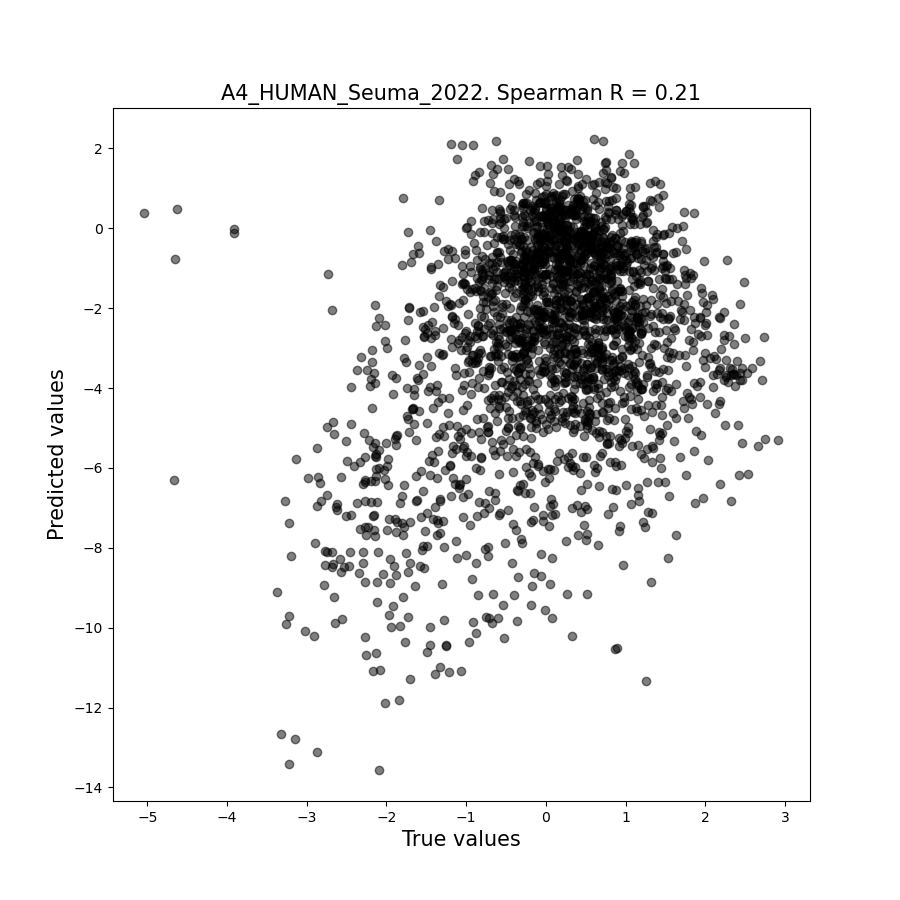 A4_HUMAN_Seuma_2022. Spearman R = 0.21
2
0
−2
−4
−6
−8
−10
−12
−14
Predicted values
−5 −4 −3 −2 −1 0 1 2 3
True values